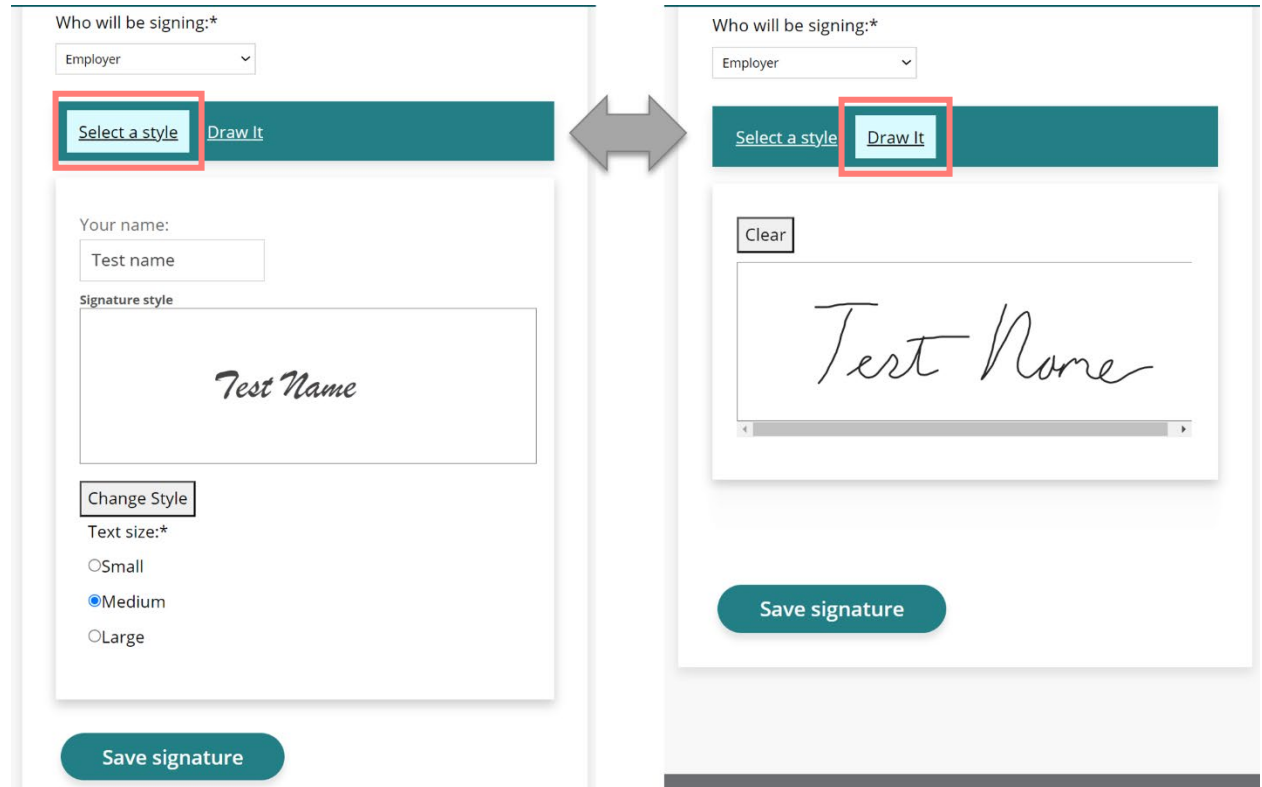 Who will be signing:*
Employer
Select a style Draw It
Your name:
Test name
Signature style
Test Name
Change Style
Text size:*
Small
Medium
Large
Save signature
Who will be signing:*
Employer
Select a style Draw It
Clear
Test Name
Save signature